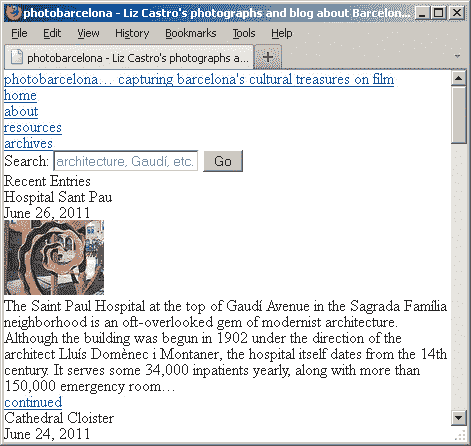 photobarcelona - Liz Castro's photographs and blog about Barcelon...
File Edit View History Bookmarks Tools Help
photobarcelona - Liz Castro's photographs a...
photobarcelona... capturing barcelona's cultural treasures on film
home
about
resources
archives
Search: architecture, Gaudí, etc. Go
Recent Entries
Hospital Sant Pau
June 26, 2011
The Saint Paul Hospital at the top of Gaudí Avenue in the Sagrada Família
neighborhood is an oft-overlooked gem of modernist architecture.
Although the building was begun in 1902 under the direction of the
architect Lluís Domènec i Montaner, the hospital itself dates from the 14th
century. It serves some 34,000 inpatients yearly, along with more than
150,000 emergency room...
continued
Cathedral Cloister
June 24, 2011